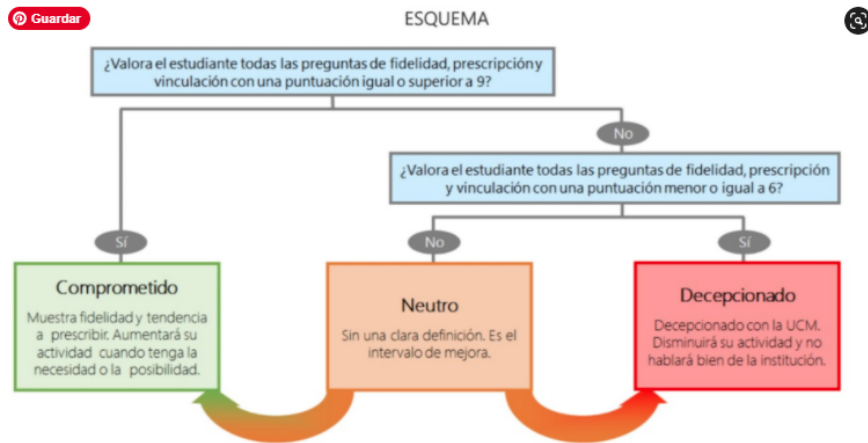 Guardar
ESQUEMA
¿Valora el estudiante todas las preguntas de fidelidad, prescripción y
vinculación con una puntuación igual o superior a 9?
No
¿Valora el estudiante todas las preguntas de fidelidad, prescripción
y vinculación con una puntuación menor o igual a 6?
Sí
No
Sí
Comprometido
Muestra fidelidad y tendencia
a prescribir. Aumentará su
actividad cuando tenga la
necesidad o la posibilidad.
Neutro
Sin una clara definición. Es el
intervalo de mejora.
Decepcionado
Decepcionado con la UCM.
Disminuirá su actividad y no
hablará bien de la institución.